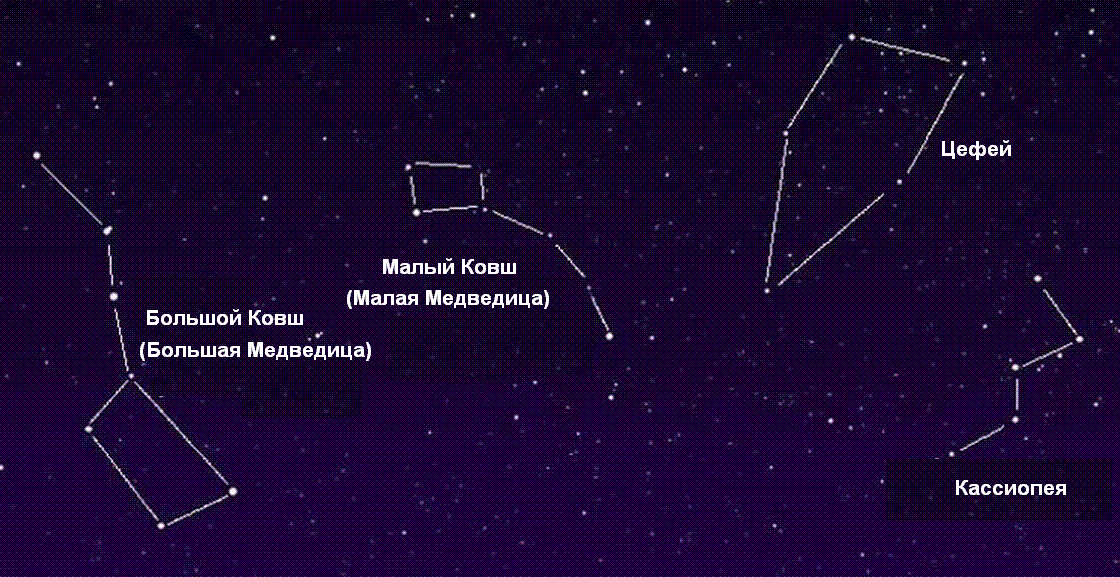 Цефей
Малый Ковш
(Малая Медведица)
Большой Ковш
(Большая Медведица)
Кассиопея